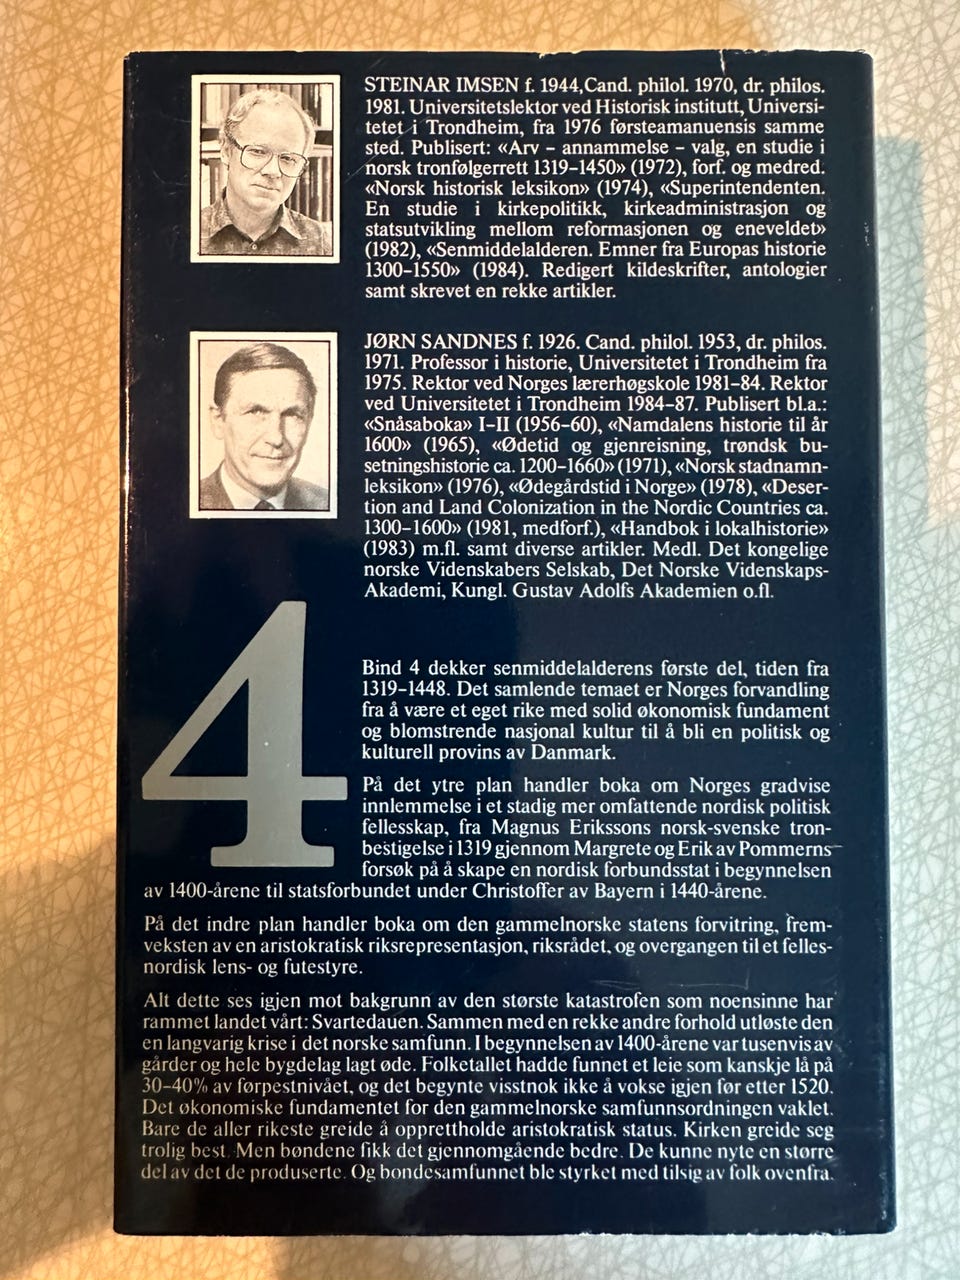 STEINAR IMSEN f. 1944,Cand. philol. 1970, dr. philos.
1981. Universitetslektor ved Historisk institutt, Universi-
tetet i Trondheim, fra 1976 førsteamanuensis samme
sted. Publisert: «Arv – annammelse – valg, en studie i
norsk tronfølgerrett 1319–1450» (1972), forf. og medred.
«Norsk historisk leksikon» (1974), «Superintendenten.
En studie i kirkepolitikk, kirkeadministrasjon og
statsutvikling mellom reformasjonen og eneveldet»
(1982), «Senmiddelalderen. Emner fra Europas historie
1300–1550» (1984). Redigert kildeskrifter, antologier
samt skrevet en rekke artikler.
JØRN SANDNES f. 1926. Cand. philol. 1953, dr. philos.
1971. Professor i historie, Universitetet i Trondheim fra
1975. Rektor ved Norges lærerhøgskole 1981–84. Rektor
ved Universitetet i Trondheim 1984–87. Publisert bl.a.:
«Snåsaboka» I–II (1956–60), «Namdalens historie til år
1600» (1965), «Ødetid og gjenreisning, trøndsk bu-
setningshistorie ca. 1200–1660» (1971), «Norsk stadnamn-
leksikon» (1976), «Ødegårdstid i Norge» (1978), «Deser-
tion and Land Colonization in the Nordic Countries ca.
1300–1600» (1981, medforf.), «Handbok i lokalhistorie»
(1983) m.fl. samt diverse artikler. Medl. Det kongelige
norske Videnskabers Selskab, Det Norske Videnskaps-
Akademi, Kungl. Gustav Adolfs Akademien o.fl.
4
Bind 4 dekker senmiddelalderens første del, tiden fra
1319–1448. Det samlende temaet er Norges forvandling
fra å være et eget rike med solid økonomisk fundament
og blomstrende nasjonal kultur til å bli en politisk og
kulturell provins av Danmark.
På det ytre plan handler boka om Norges gradvise
innlemmelse i et stadig mer omfattende nordisk politisk
fellesskap, fra Magnus Erikssons norsk-svenske tron-
bestigelse i 1319 gjennom Margrete og Erik av Pommerns
forsøk på å skape en nordisk forbundsstat i begynnelsen
av 1400-årene til statsforbundet under Christoffer av Bayern i 1440-årene.
På det indre plan handler boka om den gammelnorske statens forvitring, frem-
veksten av en aristokratisk riksrepresentasjon, riksrådet, og overgangen til et felles-
nordisk lens- og futestyre.
Alt dette ses igjen mot bakgrunn av den største katastrofen som noensinne har
rammet landet vårt: Svartedauen. Sammen med en rekke andre forhold utløste den
en langvarig krise i det norske samfunn. I begynnelsen av 1400-årene var tusenvis av
gårder og hele bygdelag lagt øde. Folketallet hadde funnet et leie som kanskje lå på
30–40% av førpestnivået, og det begynte visstnok ikke å vokse igjen før etter 1520.
Det økonomiske fundamentet for den gammelnorske samfunnsordningen vaklet.
Bare de aller rikeste greide å opprettholde aristokratisk status. Kirken greide seg
trolig best. Men bøndene fikk det gjennomgående bedre. De kunne nyte en større
del av det de produserte. Og bondesamfunnet ble styrket med tilsig av folk ovenfra.